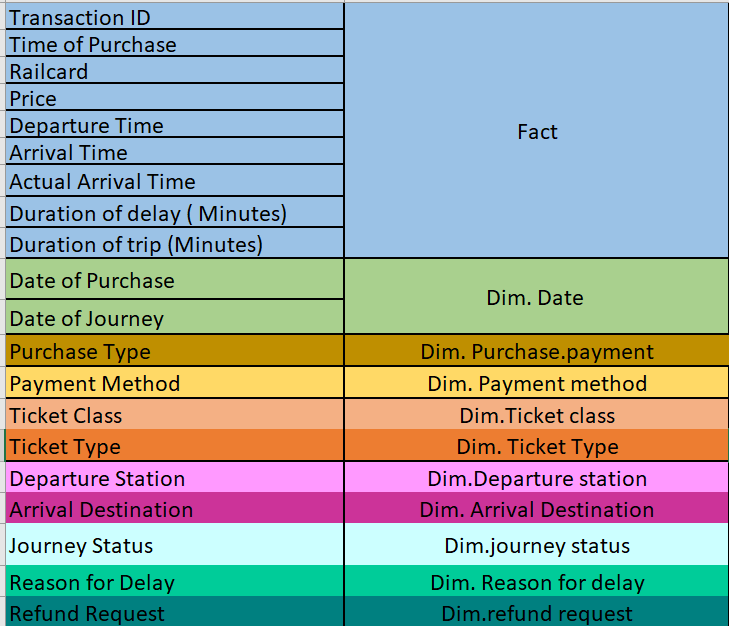 Transaction ID
Time of Purchase
Railcard
Price
Departure Time
Arrival Time
Actual Arrival Time
Duration of delay ( Minutes)
Duration of trip (Minutes)
Fact
Date of Purchase
Date of Journey
Dim. Date
Purchase Type
Dim. Purchase.payment
Payment Method
Dim. Payment method
Ticket Class
Dim.Ticket class
Ticket Type
Dim. Ticket Type
Departure Station
Dim.Departure station
Arrival Destination
Dim. Arrival Destination
Journey Status
Dim.journey status
Reason for Delay
Dim. Reason for delay
Refund Request
Dim.refund request